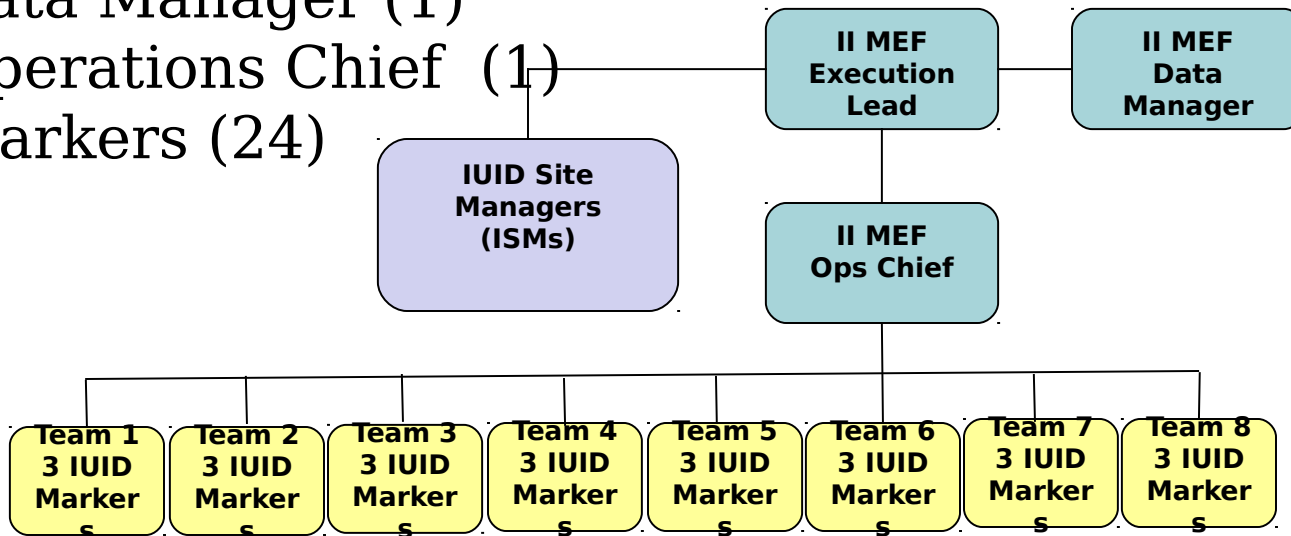 ata Manager (1)
perations Chief (1)
arkers (24)
II MEF
Execution
Lead
II MEF
Data
Manager
IUID Site
Managers
(ISMs)
II MEF
Ops Chief
Team 1
3 IUID
Marker
s
Team 2
3 IUID
Marker
s
Team 3
3 IUID
Marker
s
Team 4
3 IUID
Marker
s
Team 5
3 IUID
Marker
s
Team 6
3 IUID
Marker
s
Team 7
3 IUID
Marker
s
Team 8
3 IUID
Marker
s